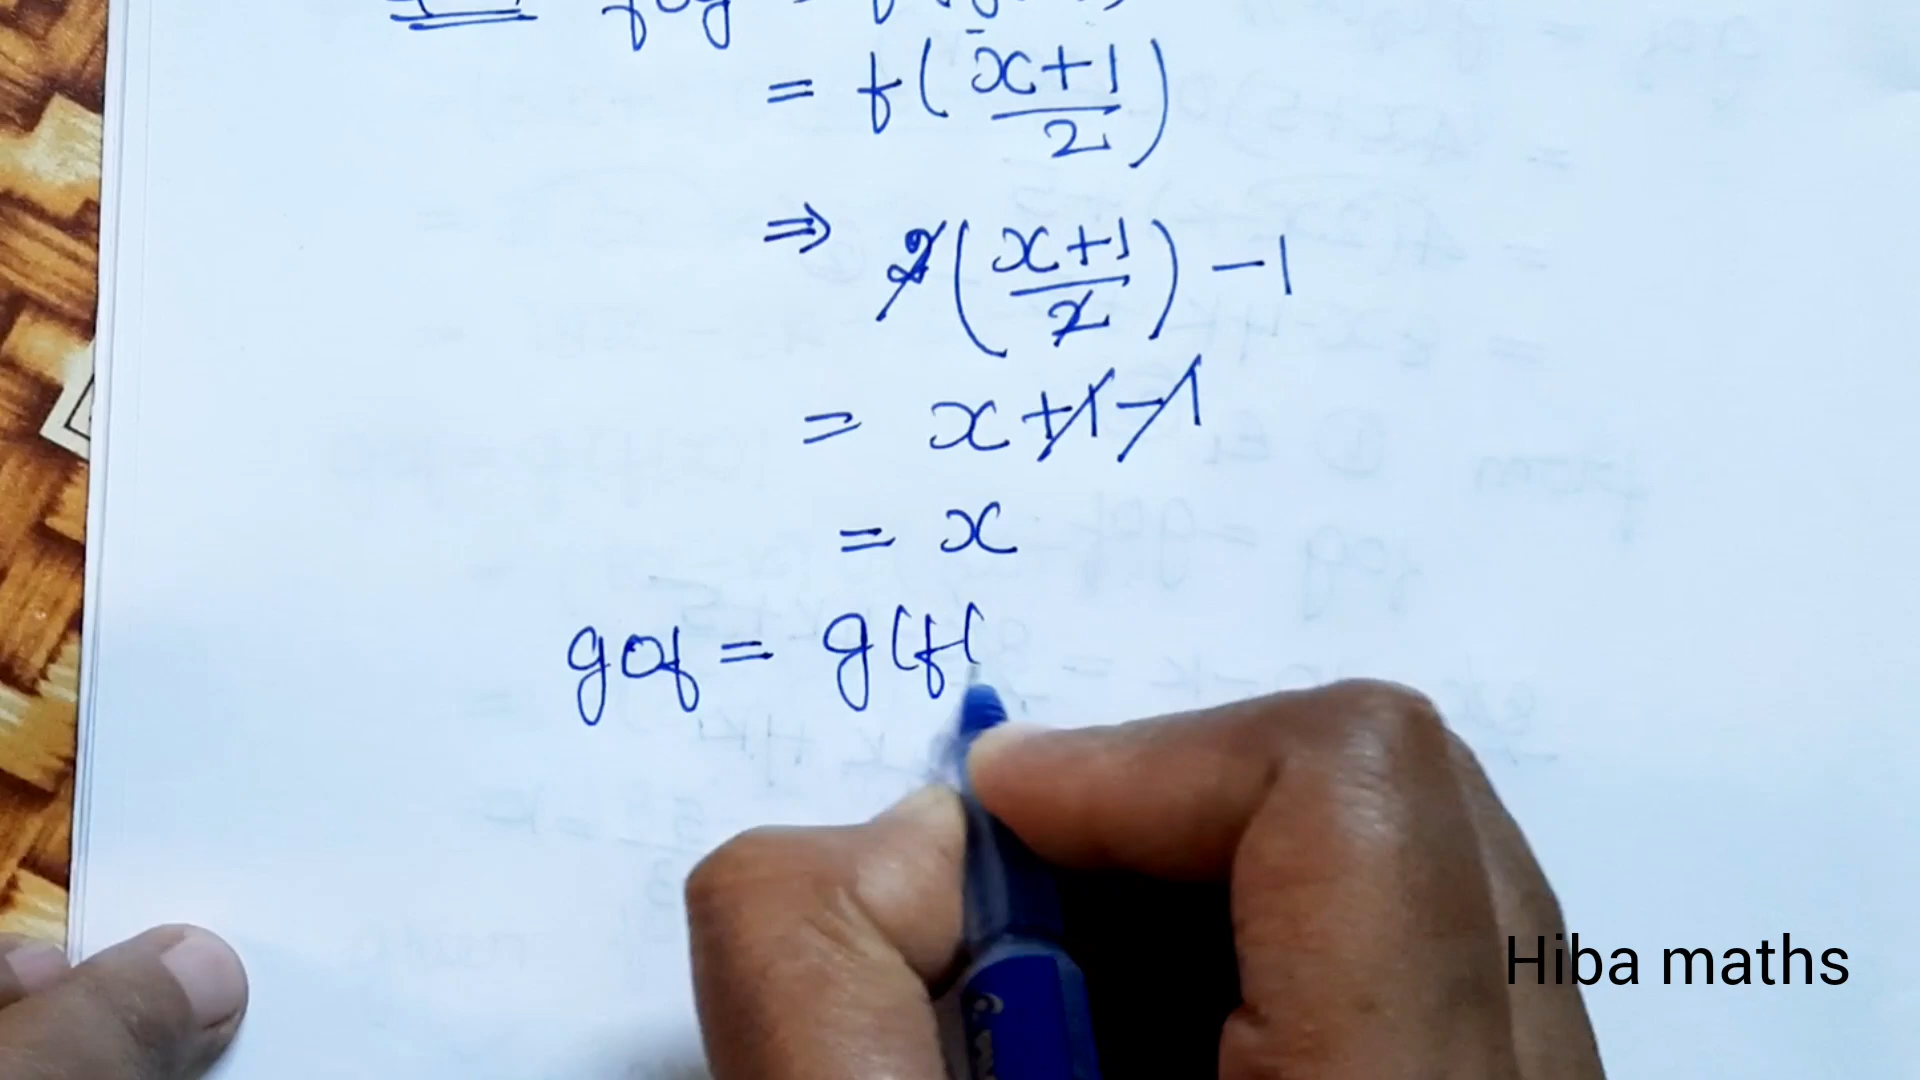 = f(x+1/2)
⇒ 2(x+1/2) - 1
= x + 1 - 1
= x
gof = g(f(
Hiba maths